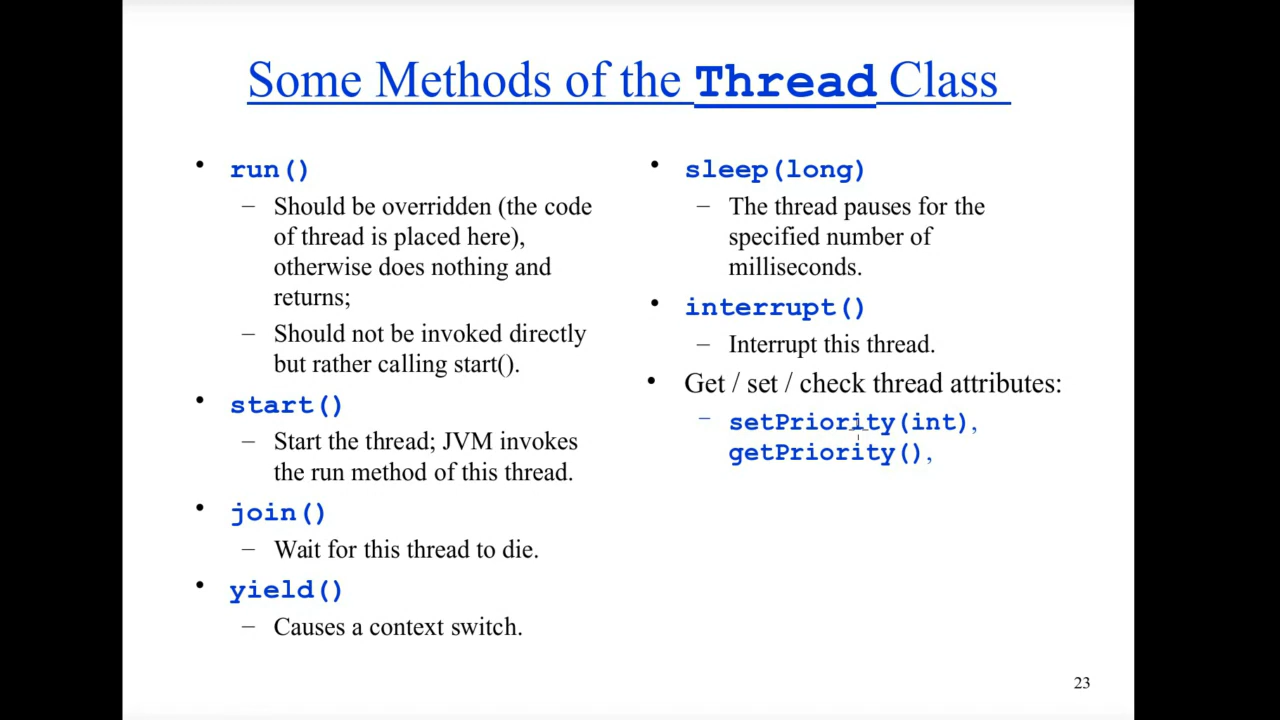 Some Methods of the Thread Class
• run()
– Should be overridden (the code
of thread is placed here),
otherwise does nothing and
returns;
– Should not be invoked directly
but rather calling start().
• start()
– Start the thread; JVM invokes
the run method of this thread.
• join()
– Wait for this thread to die.
• yield()
– Causes a context switch.
• sleep(long)
– The thread pauses for the
specified number of
milliseconds.
• interrupt()
– Interrupt this thread.
• Get / set / check thread attributes:
– setPriority(int),
getPriority(),
23